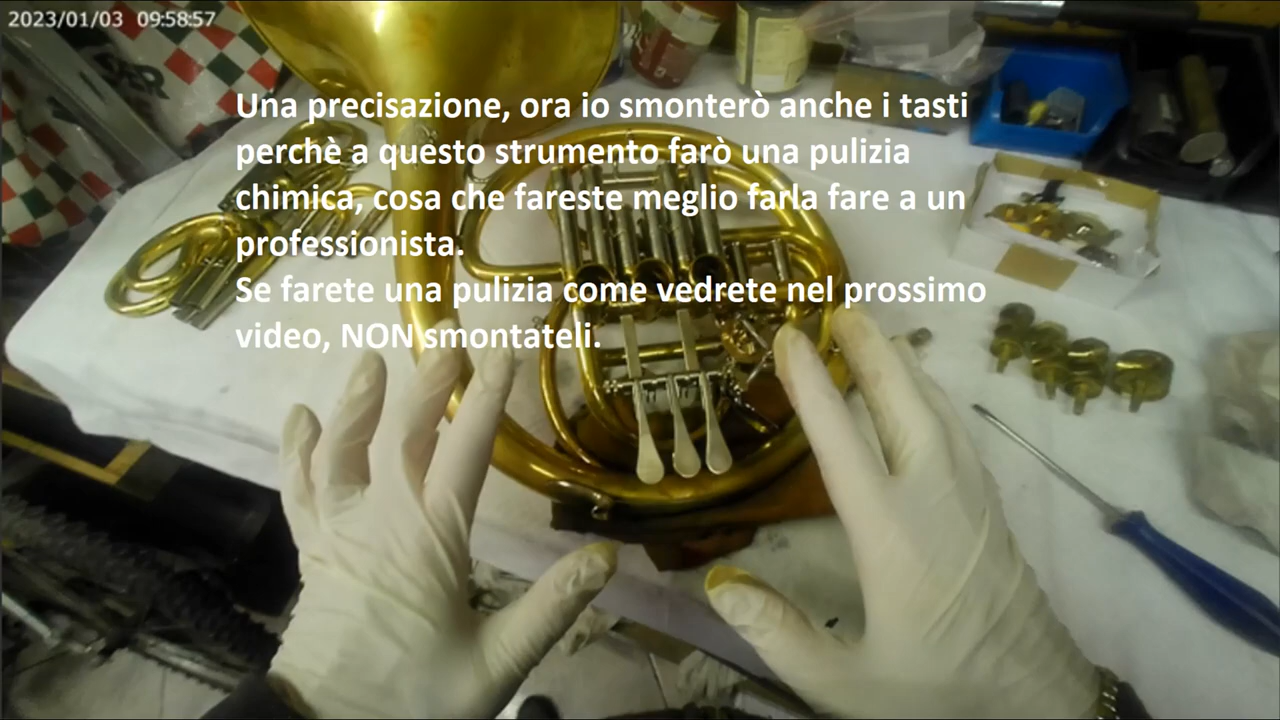 2023/01/03 09:58:57
Una precisazione, ora io smonterò anche i tasti
perchè a questo strumento farò una pulizia
chimica, cosa che fareste meglio farla fare a un
professionista.
Se farete una pulizia come vedrete nel prossimo
video, NON smontateli.